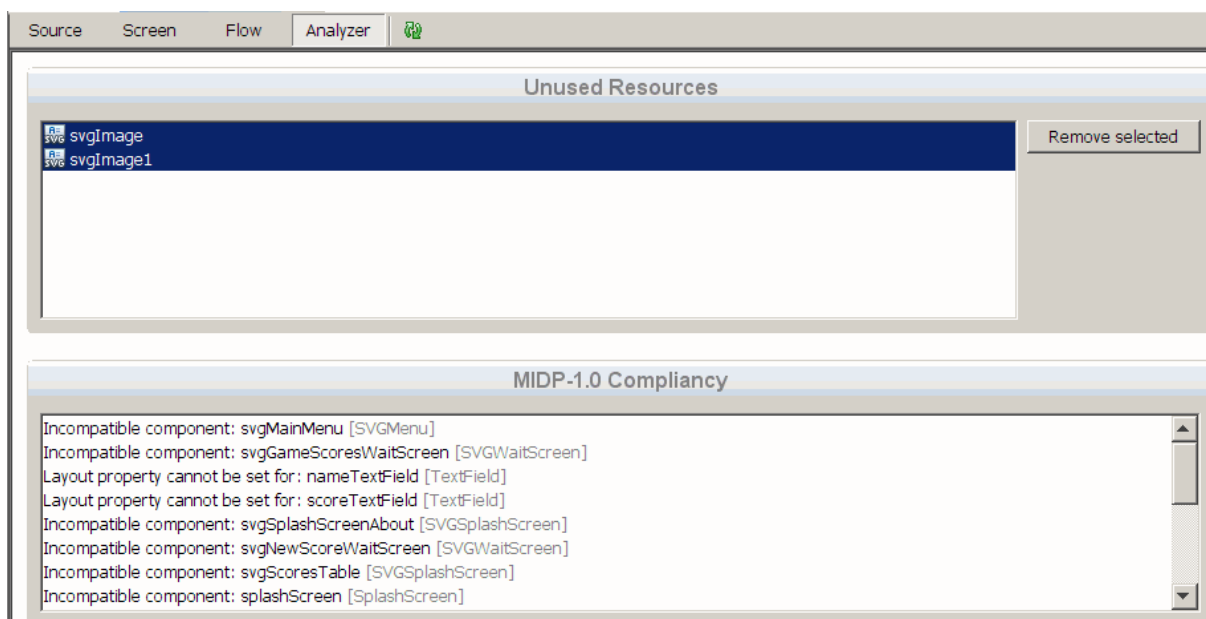 Source Screen Flow Analyzer
Unused Resources
svgImage
svgImage1
Remove selected
MIDP-1.0 Compliancy
Incompatible component: svgMainMenu [SVGMenu]
Incompatible component: svgGameScoresWaitScreen [SVGWaitScreen]
Layout property cannot be set for: nameTextField [TextField]
Layout property cannot be set for: scoreTextField [TextField]
Incompatible component: svgSplashScreenAbout [SVGSplashScreen]
Incompatible component: svgNewScoreWaitScreen [SVGWaitScreen]
Incompatible component: svgScoresTable [SVGSplashScreen]
Incompatible component: splashScreen [SplashScreen]